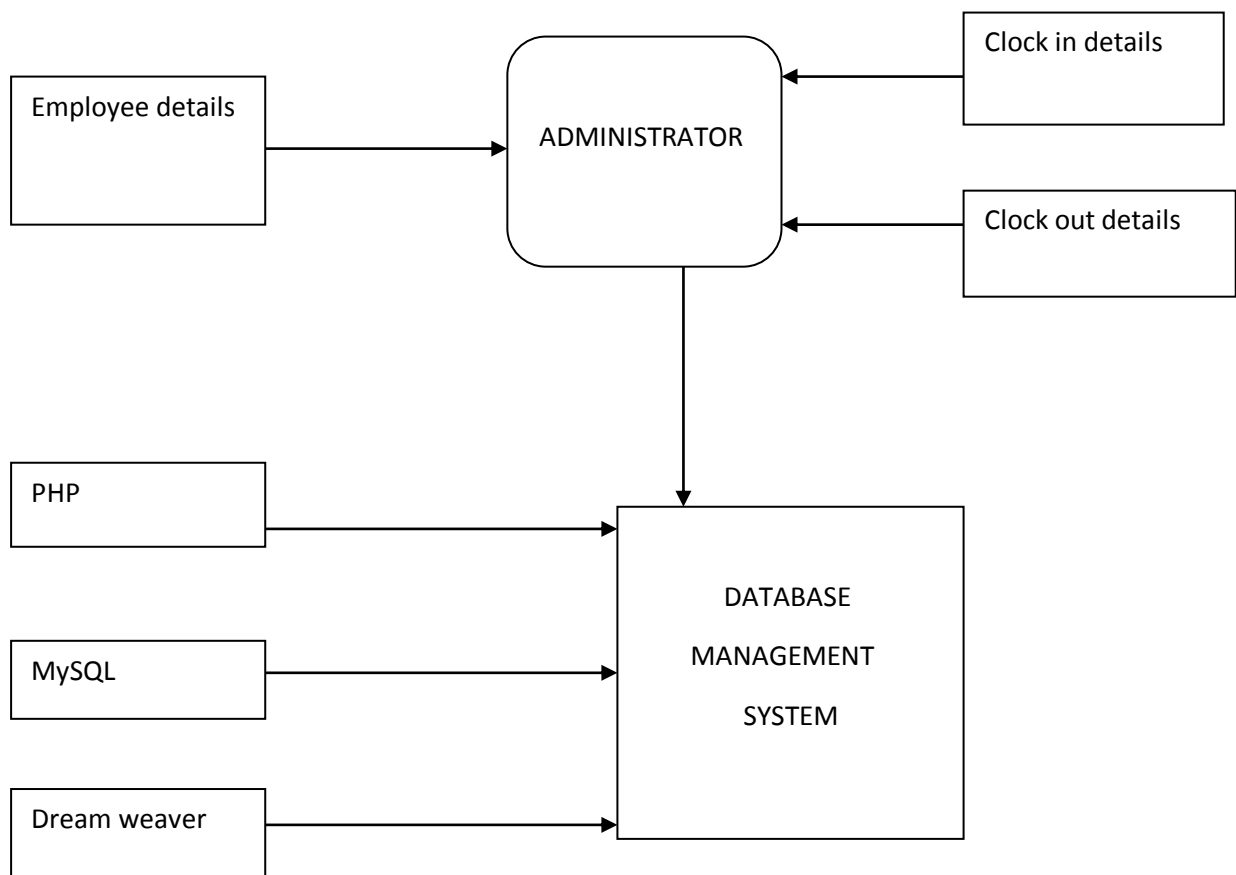 Clock in details
Employee details
ADMINISTRATOR
Clock out details
PHP
DATABASE
MANAGEMENT
SYSTEM
MySQL
Dream weaver